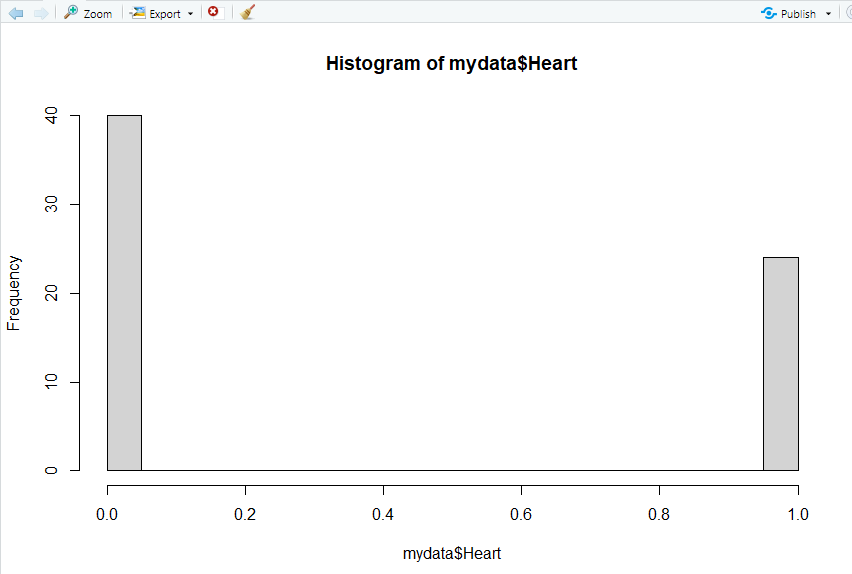 Zoom Export Publish
Histogram of mydata$Heart
Frequency
40
30
20
10
0
0.0 0.2 0.4 0.6 0.8 1.0
mydata$Heart